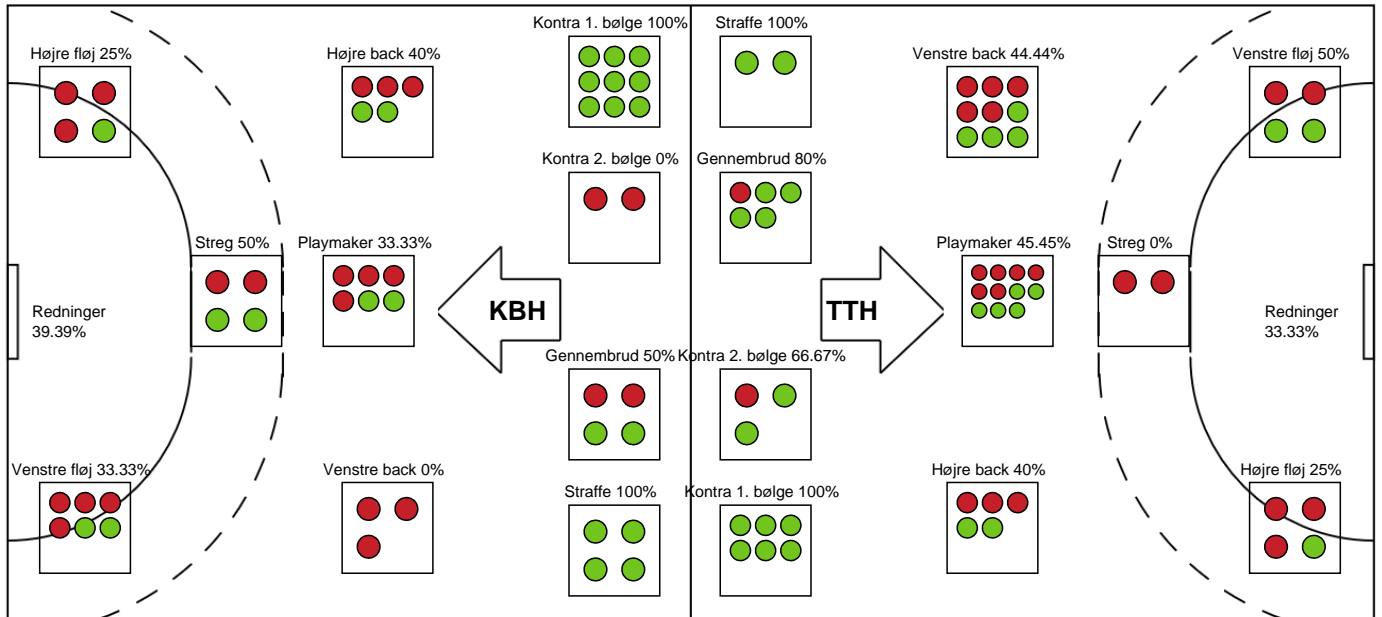 Kontra 1. bølge 100%
Straffe 100%
Højre fløj 25%
Højre back 40%
Venstre back 44.44%
Venstre fløj 50%
Kontra 2. bølge 0%
Gennembrud 80%
Streg 50%
Playmaker 33.33%
Playmaker 45.45%
Streg 0%
Redninger
39.39%
KBH
TTH
Redninger
33.33%
Gennembrud 50%
Kontra 2. bølge 66.67%
Venstre fløj 33.33%
Venstre back 0%
Højre back 40%
Højre fløj 25%
Straffe 100%
Kontra 1. bølge 100%